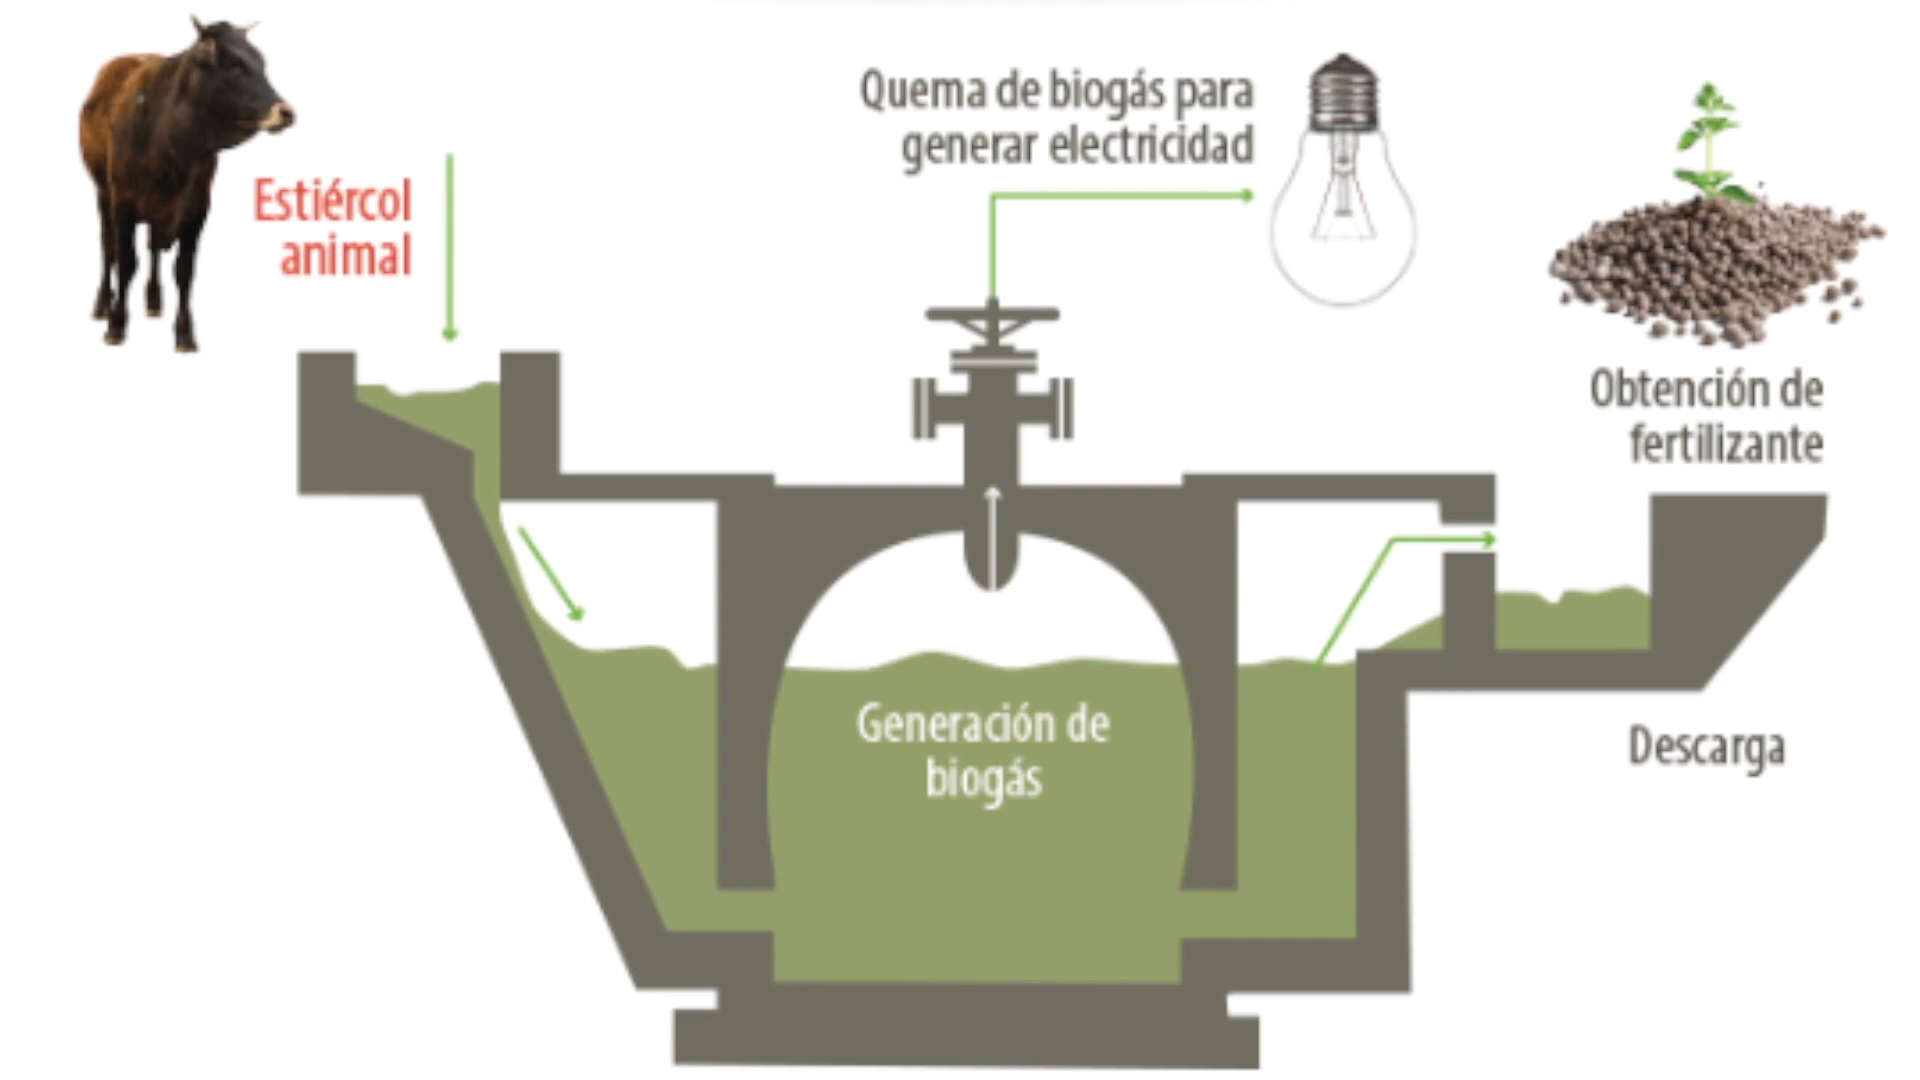 Estiércol
animal
Quema de biogás para
generar electricidad
Obtención de
fertilizante
Generación de
biogás
Descarga